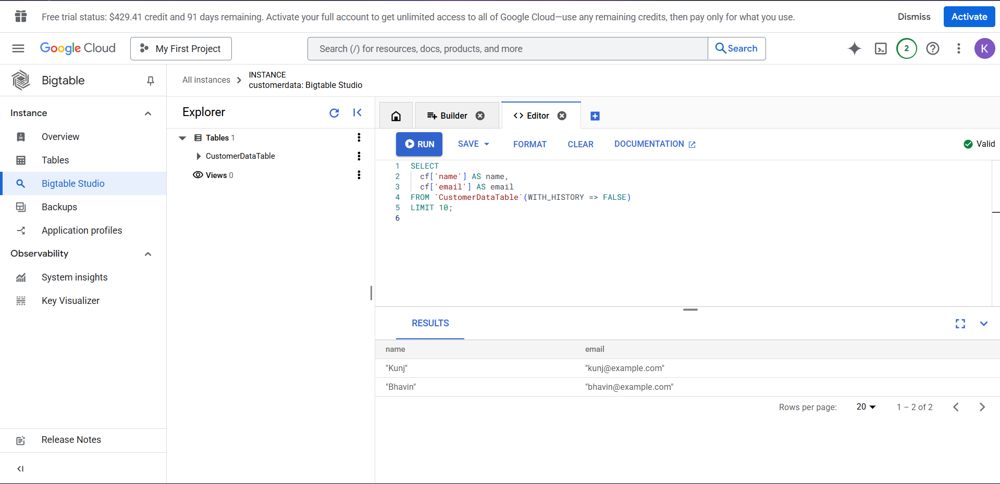 Free trial status: $429.41 credit and 91 days remaining. Activate your full account to get unlimited access to all of Google Cloud—use any remaining credits, then pay only for what you use.
Dismiss
Activate
Google Cloud
My First Project
Search (/) for resources, docs, products, and more
Search
2
K
Bigtable
Instance
Overview
Tables
Bigtable Studio
Backups
Application profiles
Observability
System insights
Key Visualizer
Release Notes
All instances
INSTANCE
customerdata: Bigtable Studio
Explorer
Tables 1
CustomerDataTable
Views 0
Builder
Editor
RUN
SAVE
FORMAT
CLEAR
DOCUMENTATION
Valid
1 SELECT
2 cf['name'] AS name,
3 cf['email'] AS email
4 FROM `CustomerDataTable`(WITH_HISTORY => FALSE)
5 LIMIT 10;
6
RESULTS
name email
"Kunj" "kunj@example.com"
"Bhavin" "bhavin@example.com"
Rows per page: 20 1 – 2 of 2